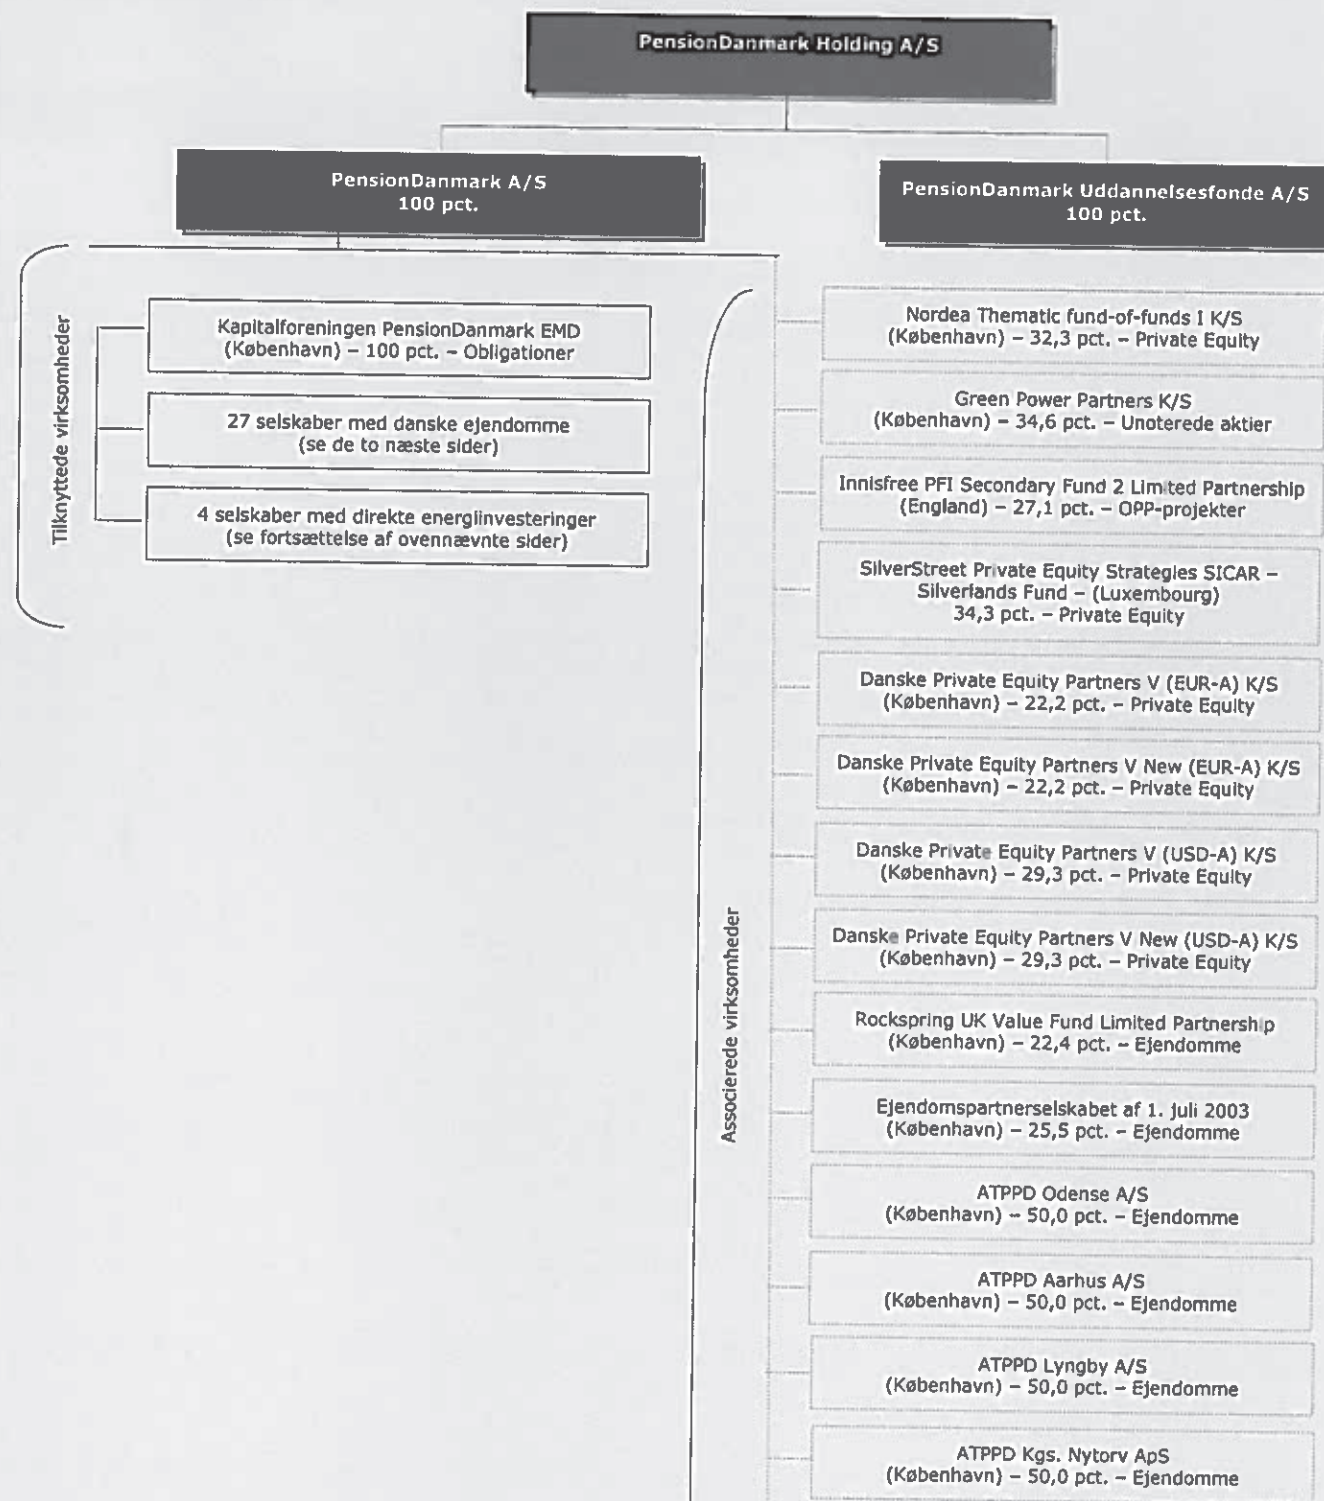 PensionDanmark Holding A/S
PensionDanmark A/S
100 pct.
PensionDanmark Uddannelsesfonde A/S
100 pct.
Tilknyttede virksomheder
Kapitalforeningen PensionDanmark EMD
(København) – 100 pct. – Obligationer
27 selskaber med danske ejendomme
(se de to næste sider)
4 selskaber med direkte energiinvesteringer
(se fortsættelse af ovennævnte sider)
Associerede virksomheder
Nordea Thematic fund-of-funds I K/S
(København) – 32,3 pct. – Private Equity
Green Power Partners K/S
(København) – 34,6 pct. – Unoterede aktier
Innisfree PFI Secondary Fund 2 Limited Partnership
(England) – 27,1 pct. – OPP-projekter
SilverStreet Private Equity Strategies SICAR –
Silverlands Fund – (Luxembourg)
34,3 pct. – Private Equity
Danske Private Equity Partners V (EUR-A) K/S
(København) – 22,2 pct. – Private Equity
Danske Private Equity Partners V New (EUR-A) K/S
(København) – 22,2 pct. – Private Equity
Danske Private Equity Partners V (USD-A) K/S
(København) – 29,3 pct. – Private Equity
Danske Private Equity Partners V New (USD-A) K/S
(København) – 29,3 pct. – Private Equity
Rockspring UK Value Fund Limited Partnership
(København) – 22,4 pct. – Ejendomme
Ejendomspartnerselskabet af 1. juli 2003
(København) – 25,5 pct. – Ejendomme
ATPPD Odense A/S
(København) – 50,0 pct. – Ejendomme
ATPPD Aarhus A/S
(København) – 50,0 pct. – Ejendomme
ATPPD Lyngby A/S
(København) – 50,0 pct. – Ejendomme
ATPPD Kgs. Nytorv ApS
(København) – 50,0 pct. – Ejendomme